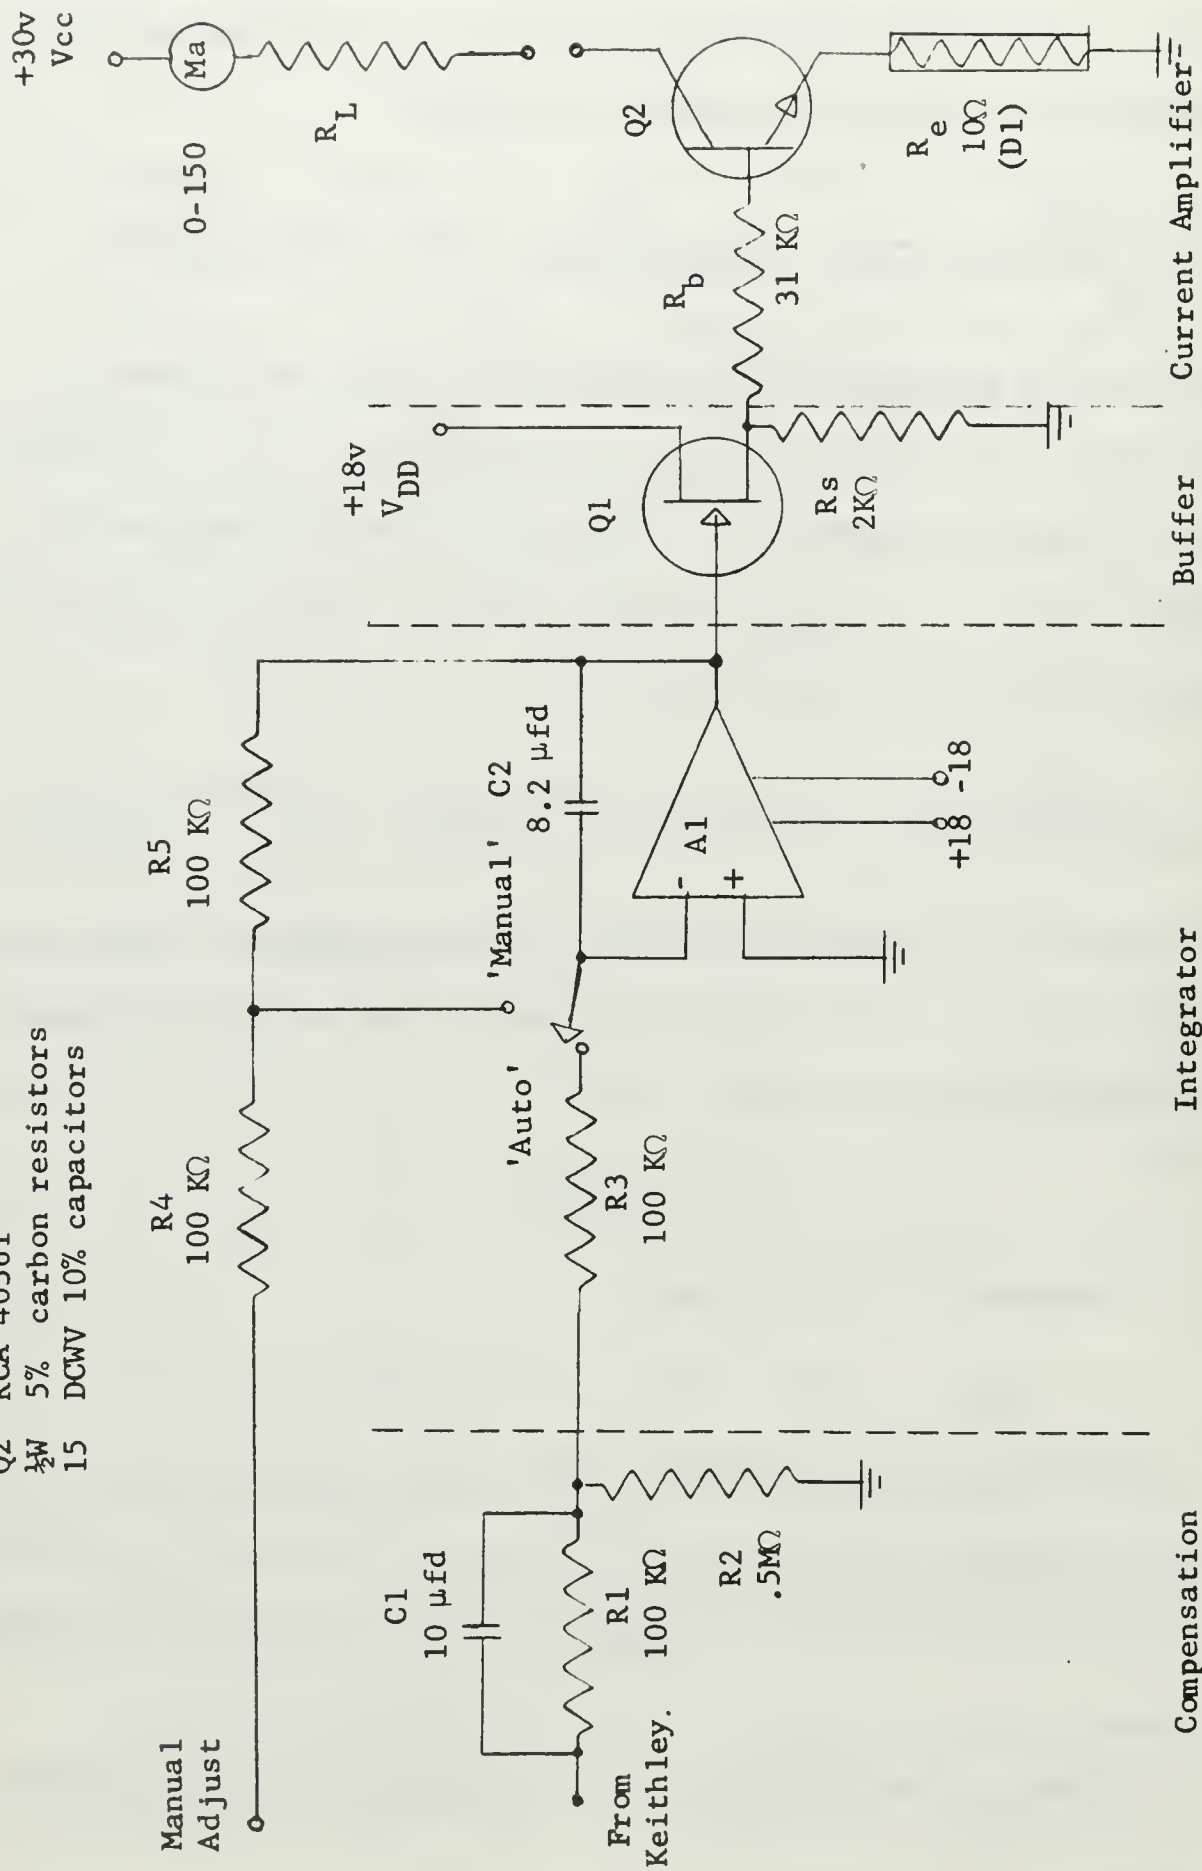 Q2 RCA
½W 5% carbon resistors
15 DCWV 10% capacitors
Manual
Adjust
R4
100 KΩ
R5
100 KΩ
+30v
Vcc
Ma
0-150
R_L
+18v
V_DD
Q2
R_e
10Ω
(D1)
R_b
31 KΩ
Q1
Rs
2KΩ
C2
8.2 µfd
'Manual'
'Auto'
A1
-
+
+18
-18
R3
100 KΩ
C1
10 µfd
R1
100 KΩ
R2
.5MΩ
From
Keithley.
Compensation
Integrator
Buffer
Current Amplifier-